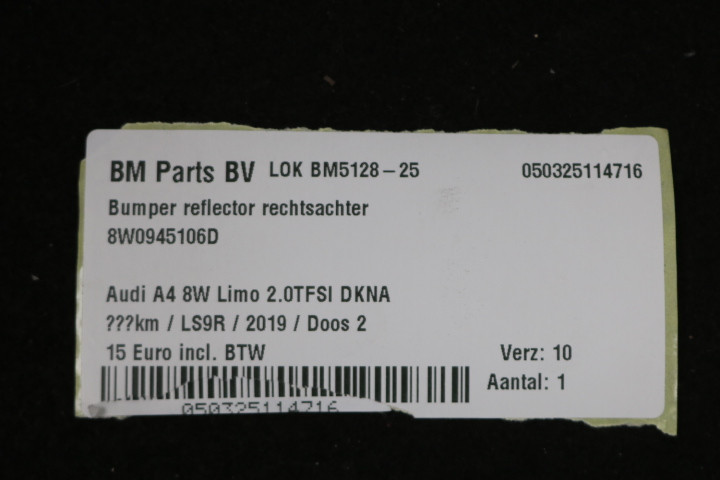 BM Parts BV LOK BM5128-25 050325114716
Bumper reflector rechtsachter
8W0945106D
Audi A4 8W Limo 2.0TFSI DKNA
???km / LS9R / 2019 / Doos 2
15 Euro incl. BTW Verz: 10
Aantal: 1
050325114716